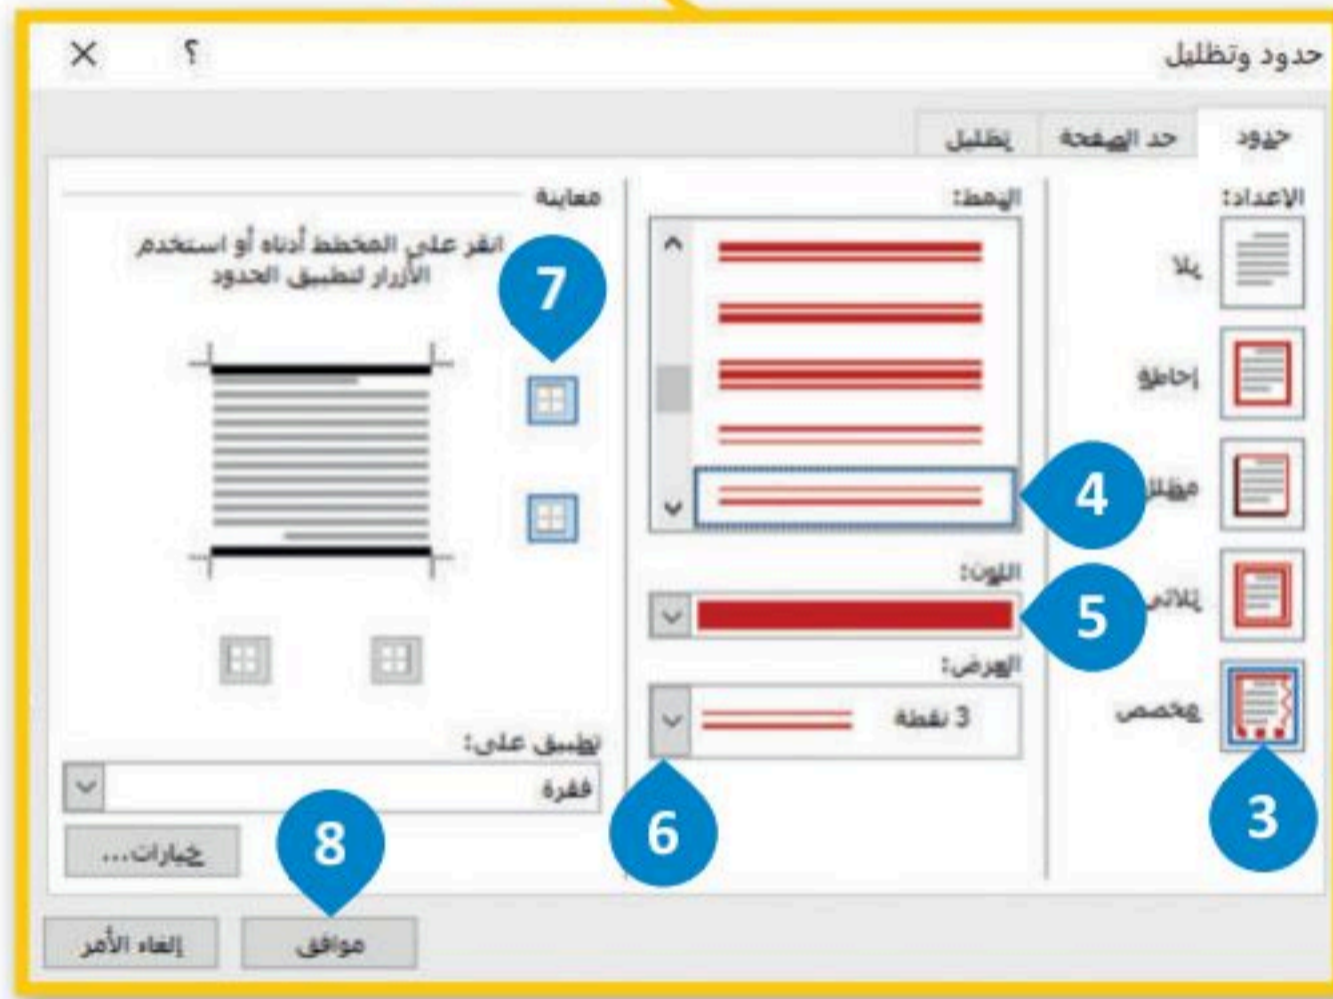 حدود وتظليل
؟
حدود
حد الصفحة
تظليل
الإعداد:
بلا
إحاطة
مظلل
ثلاثي
مخصص
3
النمط:
4
اللون:
5
العرض:
3 نقطة
6
معاينة
انقر على المخطط أدناه أو استخدم
الأزرار لتطبيق الحدود
7
تطبيق على:
فقرة
خيارات...
8
موافق
إلغاء الأمر